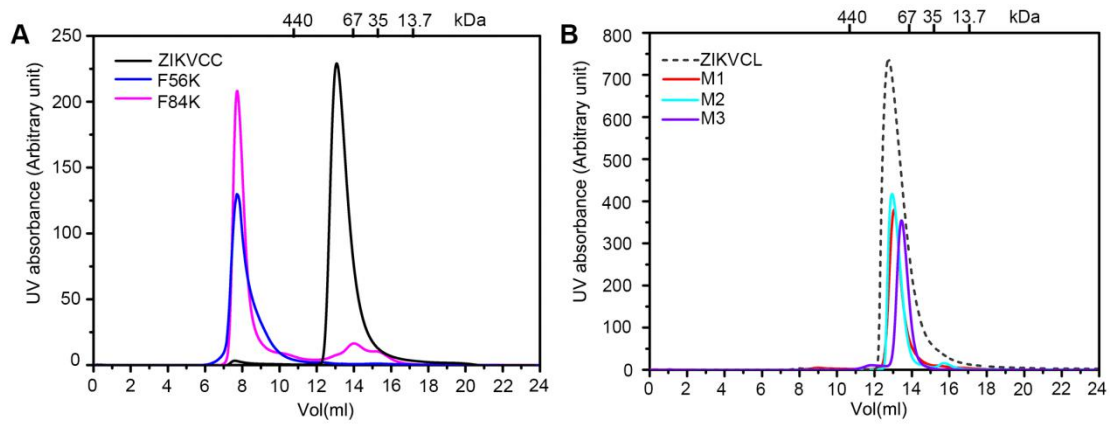 440 67 35 13.7 kDa
A
250
200
150
100
50
0
UV absorbance (Arbitrary unit)
ZIKVCC
F56K
F84K
0 2 4 6 8 10 12 14 16 18 20 22 24
Vol(ml)
440 67 35 13.7 kDa
B
800
700
600
500
400
300
200
100
0
UV absorbance (Arbitrary unit)
ZIKVCL
M1
M2
M3
0 2 4 6 8 10 12 14 16 18 20 22 24
Vol(ml)